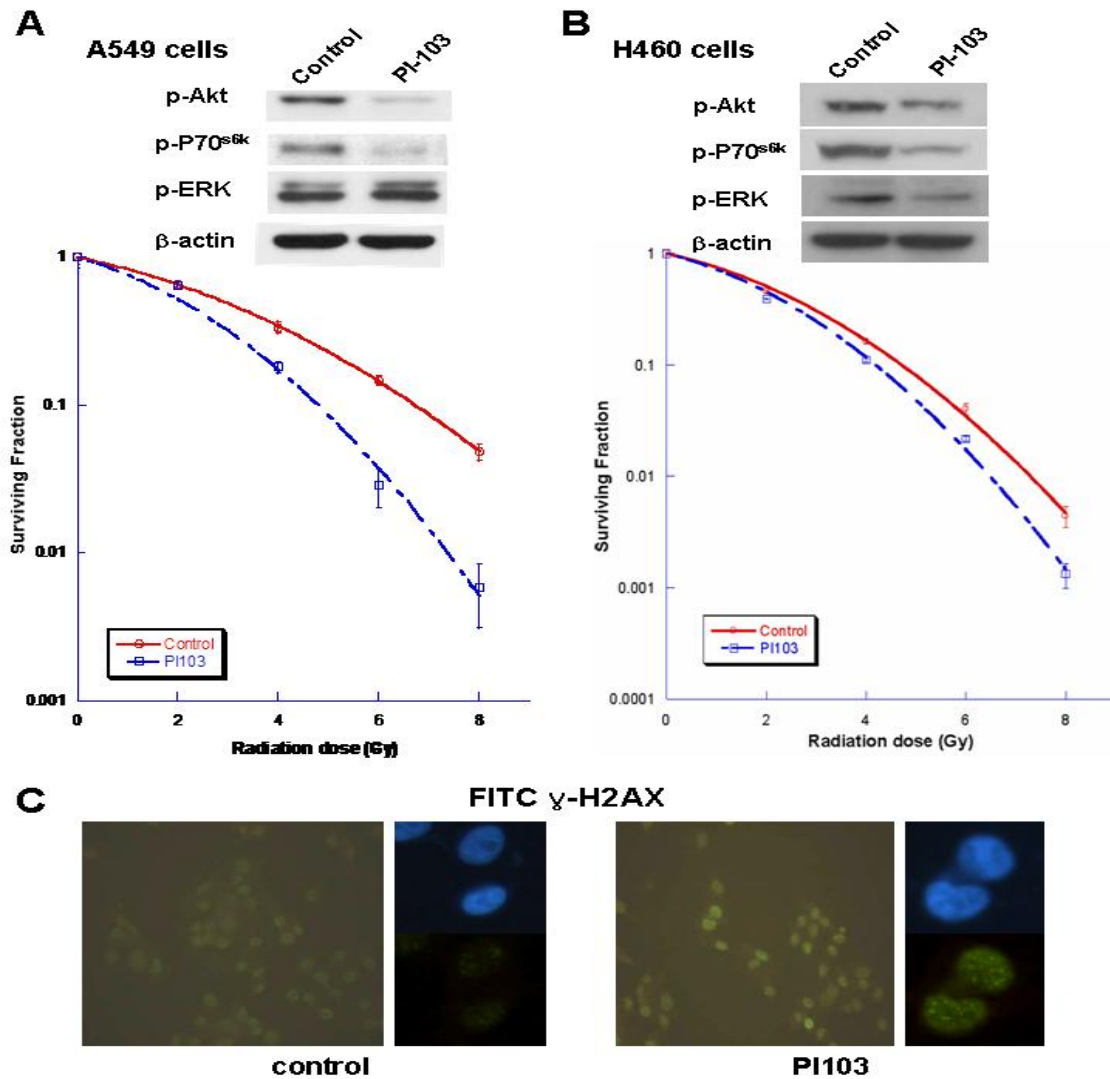 A
A549 cells
Control
PI-103
p-Akt
p-P70s6k
p-ERK
β-actin
1
0.1
0.01
0.001
Surviving Fraction
Control
PI103
0
2
4
6
8
Radiation dose (Gy)
B
H460 cells
Control
PI-103
p-Akt
p-P70s6k
p-ERK
β-actin
1
0.1
0.01
0.001
0.0001
Surviving Fraction
Control
PI103
0
2
4
6
8
Radiation dose (Gy)
C
FITC ɣ-H2AX
control
PI103